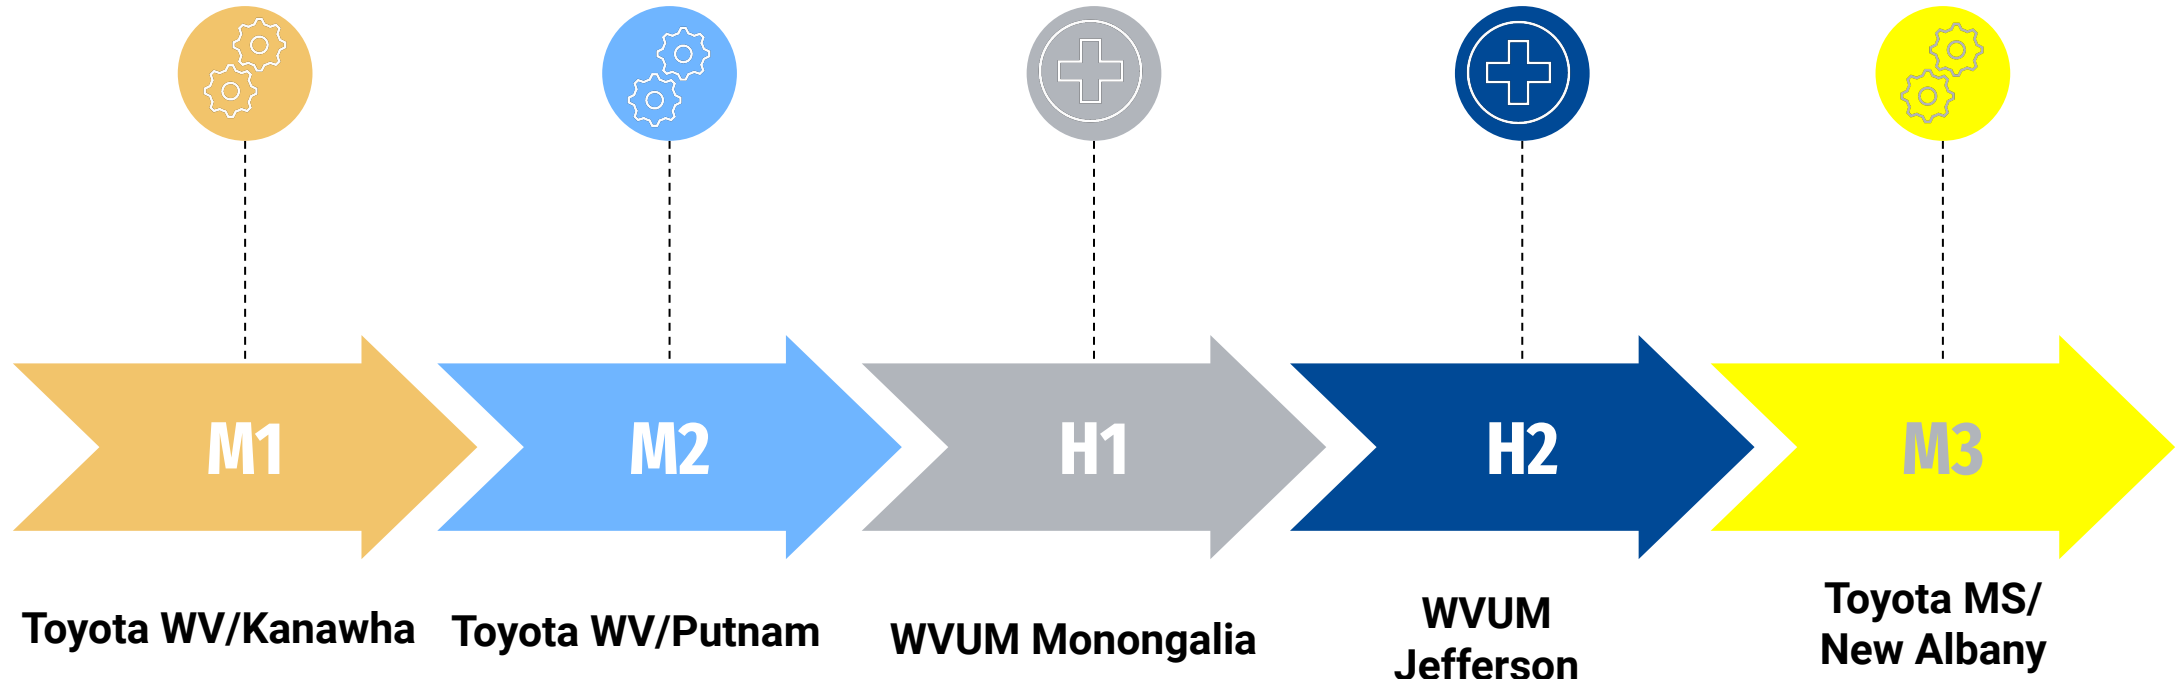 M1
M2
H1
H2
M3
Toyota WV/Kanawha
Toyota WV/Putnam
WVUM Monongalia
WVUM
Jefferson
Toyota MS/
New Albany